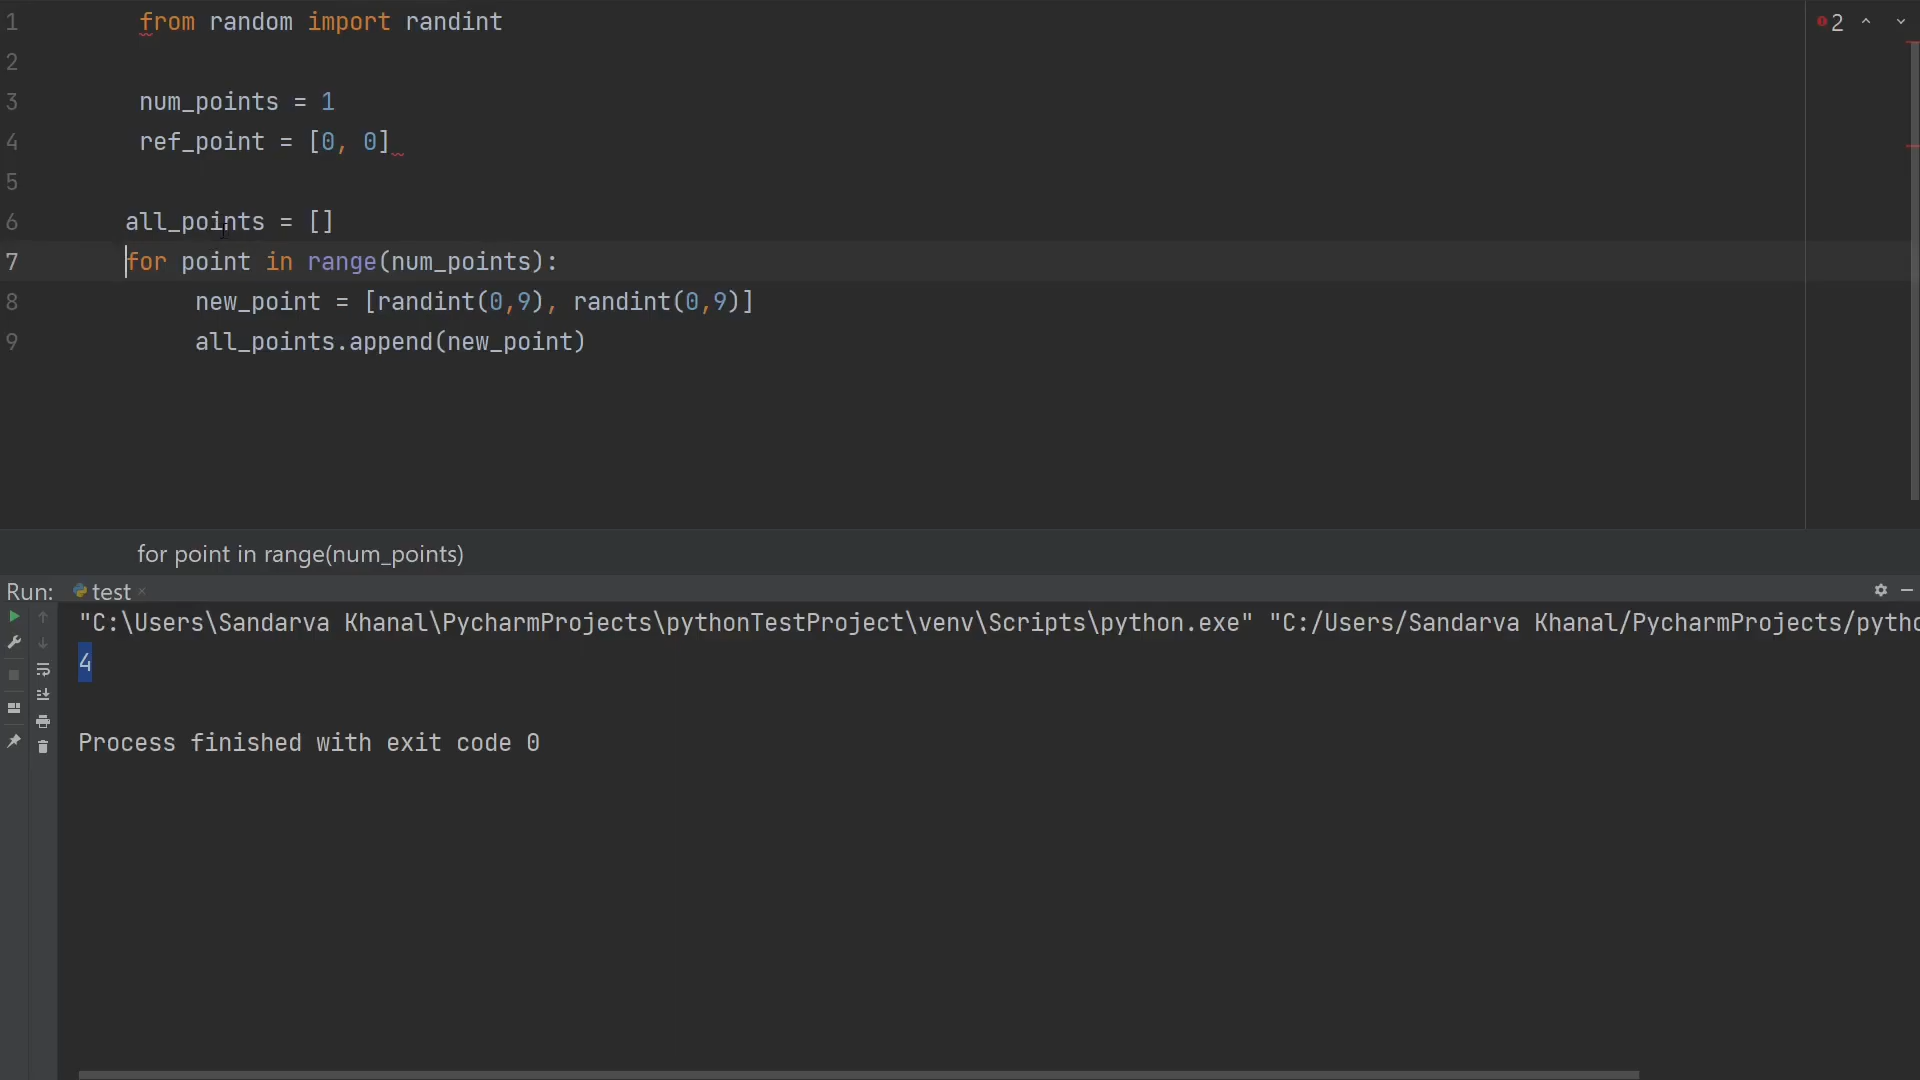 1 from random import randint
2
3 num_points = 1
4 ref_point = [0, 0]
5
6 all_points = []
7 for point in range(num_points):
8 new_point = [randint(0,9), randint(0,9)]
9 all_points.append(new_point)
2
for point in range(num_points)
Run: test
"C:\Users\Sandarva Khanal\PycharmProjects\pythonTestProject\venv\Scripts\python.exe" "C:/Users/Sandarva Khanal/PycharmProjects/pytho
4
Process finished with exit code 0